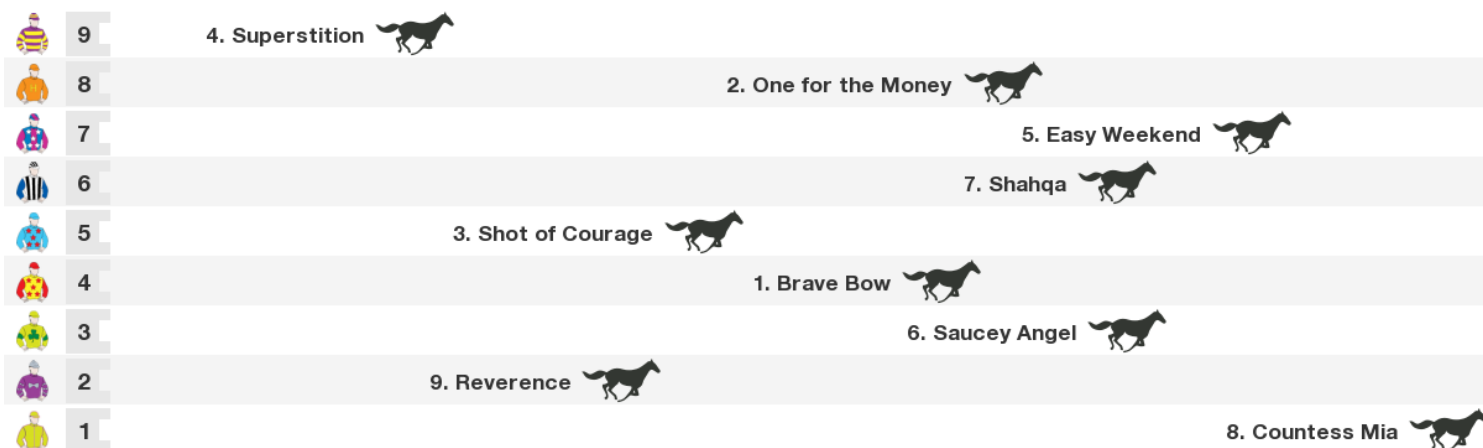 9 4. Superstition
8 2. One for the Money
7 5. Easy Weekend
6 7. Shahqa
5 3. Shot of Courage
4 1. Brave Bow
3 6. Saucey Angel
2 9. Reverence
1 8. Countess Mia